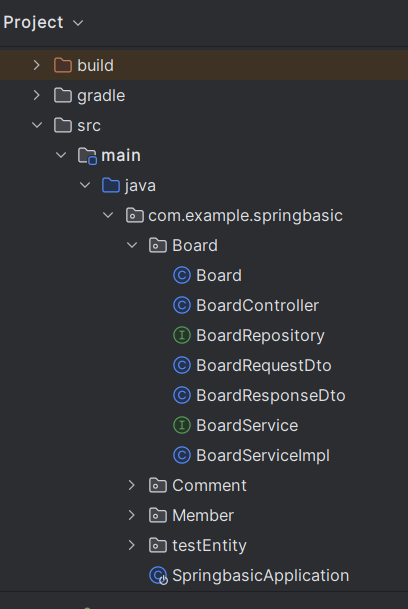 Project
build
gradle
src
main
java
com.example.springbasic
Board
Board
BoardController
BoardRepository
BoardRequestDto
BoardResponseDto
BoardService
BoardServiceImpl
Comment
Member
testEntity
SpringbasicApplication